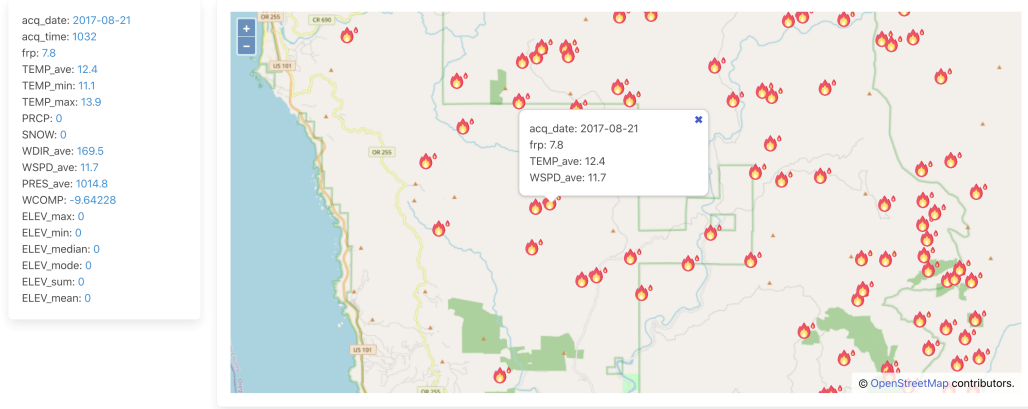 acq_date: 2017-08-21
acq_time: 1032
frp: 7.8
TEMP_ave: 12.4
TEMP_min: 11.1
TEMP_max: 13.9
PRCP: 0
SNOW: 0
WDIR_ave: 169.5
WSPD_ave: 11.7
PRES_ave: 1014.8
WCOMP: -9.64228
ELEV_max: 0
ELEV_min: 0
ELEV_median: 0
ELEV_mode: 0
ELEV_sum: 0
ELEV_mean: 0
+
−
OR 255
CR 690
US 101
OR 255
acq_date: 2017-08-21
frp: 7.8
TEMP_ave: 12.4
WSPD_ave: 11.7
✖
US 101
OR 255
© OpenStreetMap contributors.